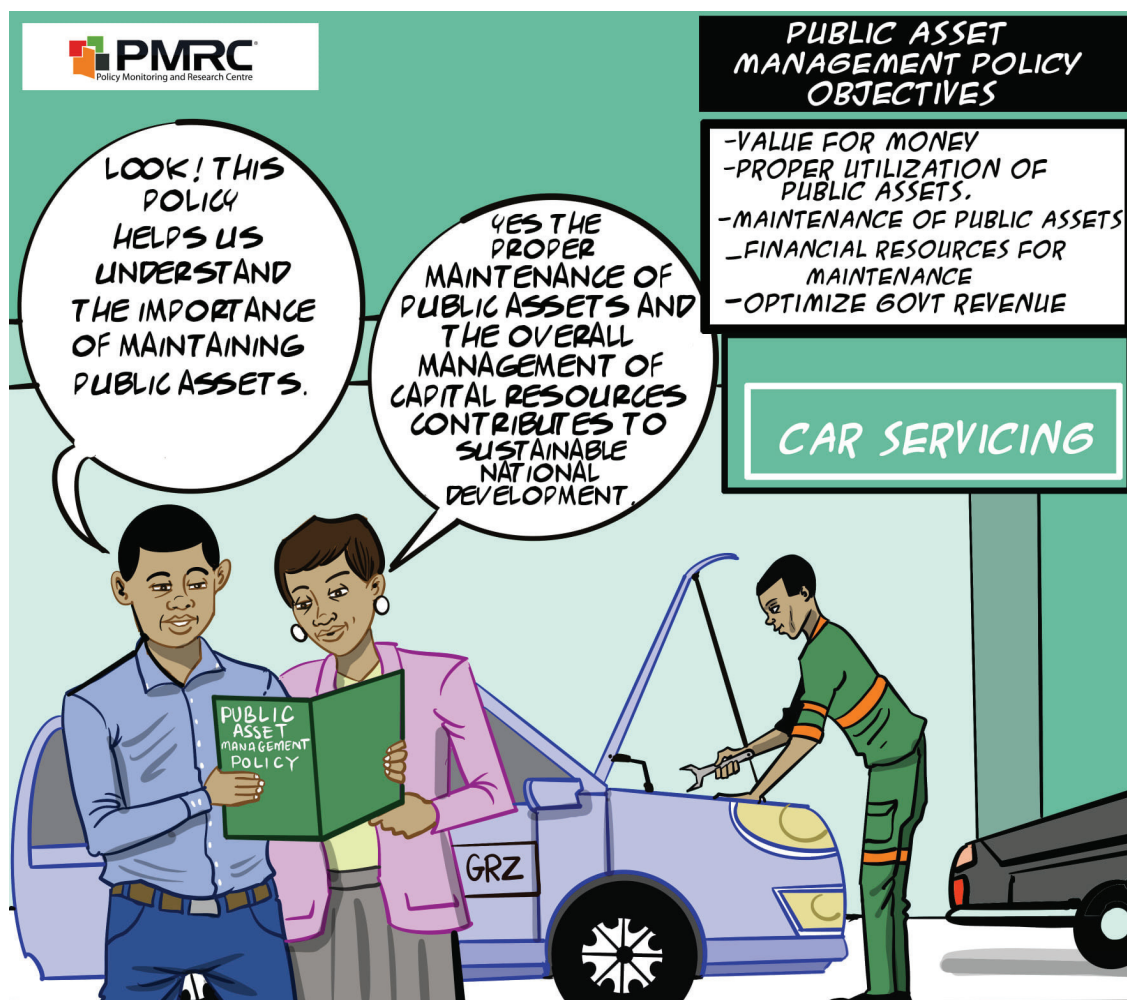 PMRC
Policy Monitoring and Research Centre
PUBLIC ASSET
MANAGEMENT POLICY
OBJECTIVES
-VALUE FOR MONEY
-PROPER UTILIZATION OF
PUBLIC ASSETS.
-MAINTENANCE OF PUBLIC ASSETS
_FINANCIAL RESOURCES FOR
MAINTENANCE
-OPTIMIZE GOVT REVENUE
LOOK! THIS
POLICY
HELPS US
UNDERSTAND
THE IMPORTANCE
OF MAINTAINING
PUBLIC ASSETS.
YES THE
PROPER
MAINTENANCE OF
PUBLIC ASSETS AND
THE OVERALL
MANAGEMENT OF
CAPITAL RESOURCES
CONTRIBUTES TO
SUSTAINABLE
NATIONAL
DEVELOPMENT.
CAR SERVICING
PUBLIC
ASSET
MANAGEMENT
POLICY
GRZ